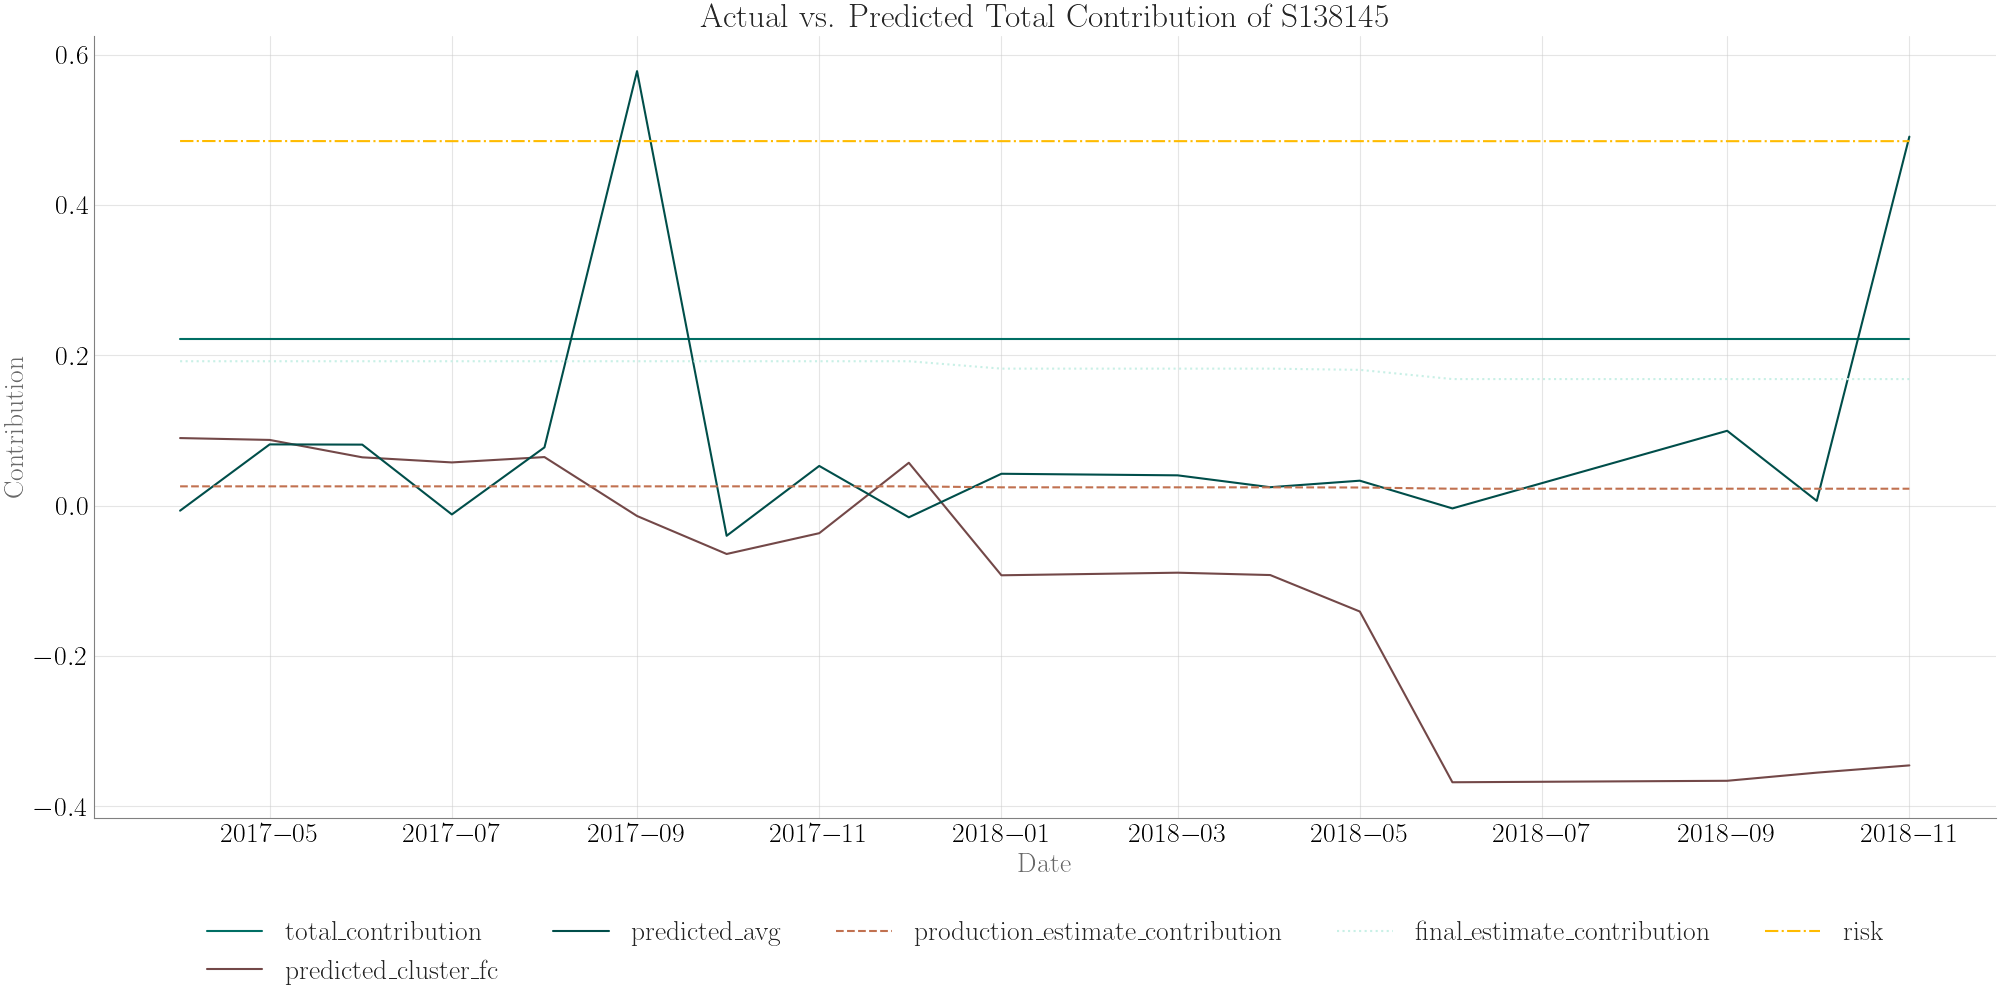 Actual vs. Predicted Total Contribution of S138145
0.6
0.4
0.2
0.0
−0.2
−0.4
Contribution
2017−05 2017−07 2017−09 2017−11 2018−01 2018−03 2018−05 2018−07 2018−09 2018−11
Date
total_contribution predicted_avg production_estimate_contribution final_estimate_contribution risk
predicted_cluster_fc